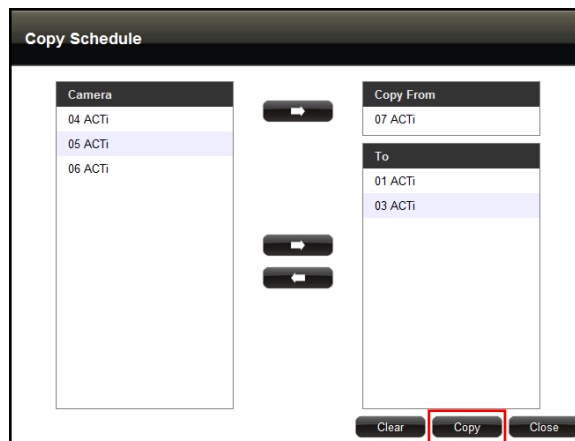 Copy Schedule
Camera
04 ACTi
05 ACTi
06 ACTi
Copy From
07 ACTi
To
01 ACTi
03 ACTi
Clear Copy Close